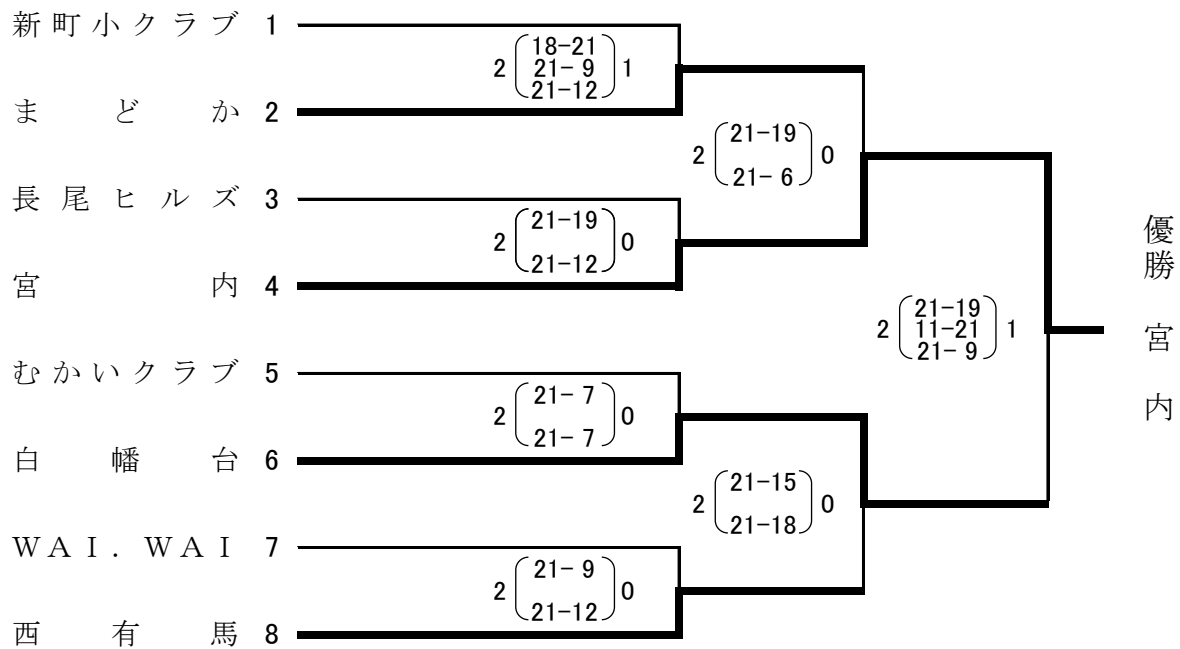 新町小クラブ 1
2 18-21 1
21- 9
21-12
まどか 2
2 21-19 0
21- 6
長尾ヒルズ 3
2 21-19 0
21-12
宮内 4
2 21-19 1
11-21
21- 9
優勝 宮内
むかいクラブ 5
2 21- 7 0
21- 7
白幡台 6
2 21-15 0
21-18
WAI. WAI 7
2 21- 9 0
21-12
西有馬 8